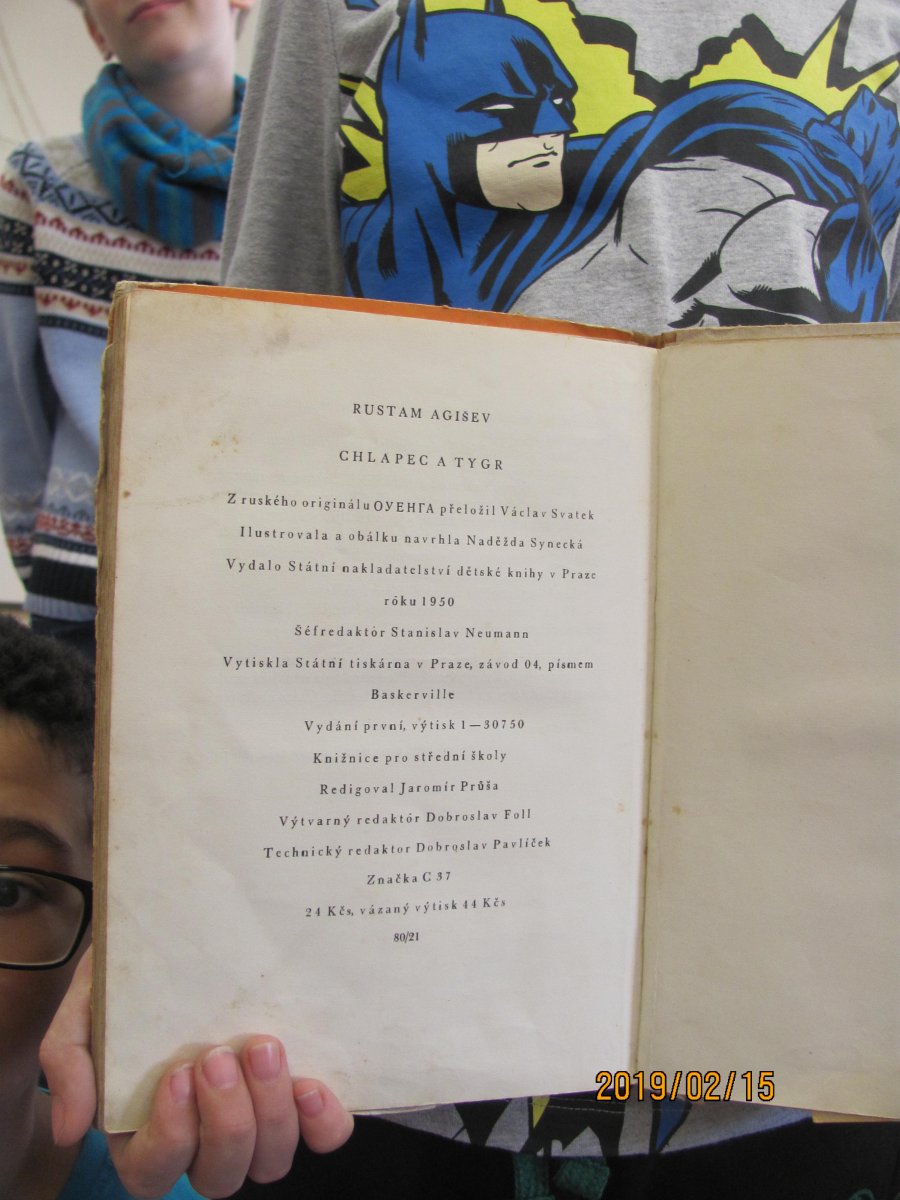 RUSTAM AGIŠEV
CHLAPEC A TYGR
Z ruského originálu ОУЕНГА přeložil Václav Svatek
Ilustrovala a obálku navrhla Naděžda Synecká
Vydalo Státní nakladatelství dětské knihy v Praze
roku 1950
Šéfredaktór Stanislav Neumann
Vytiskla Státní tiskárna v Praze, závod 04, písmem
Baskerville
Vydání první, výtisk 1—30750
Knižnice pro střední školy
Redigoval Jaromír Průša
Výtvarný redaktór Dobroslav Foll
Technický redaktor Dobroslav Pavlíček
Značka C 37
24 Kčs, vázaný výtisk 44 Kčs
80/21
2019/02/15